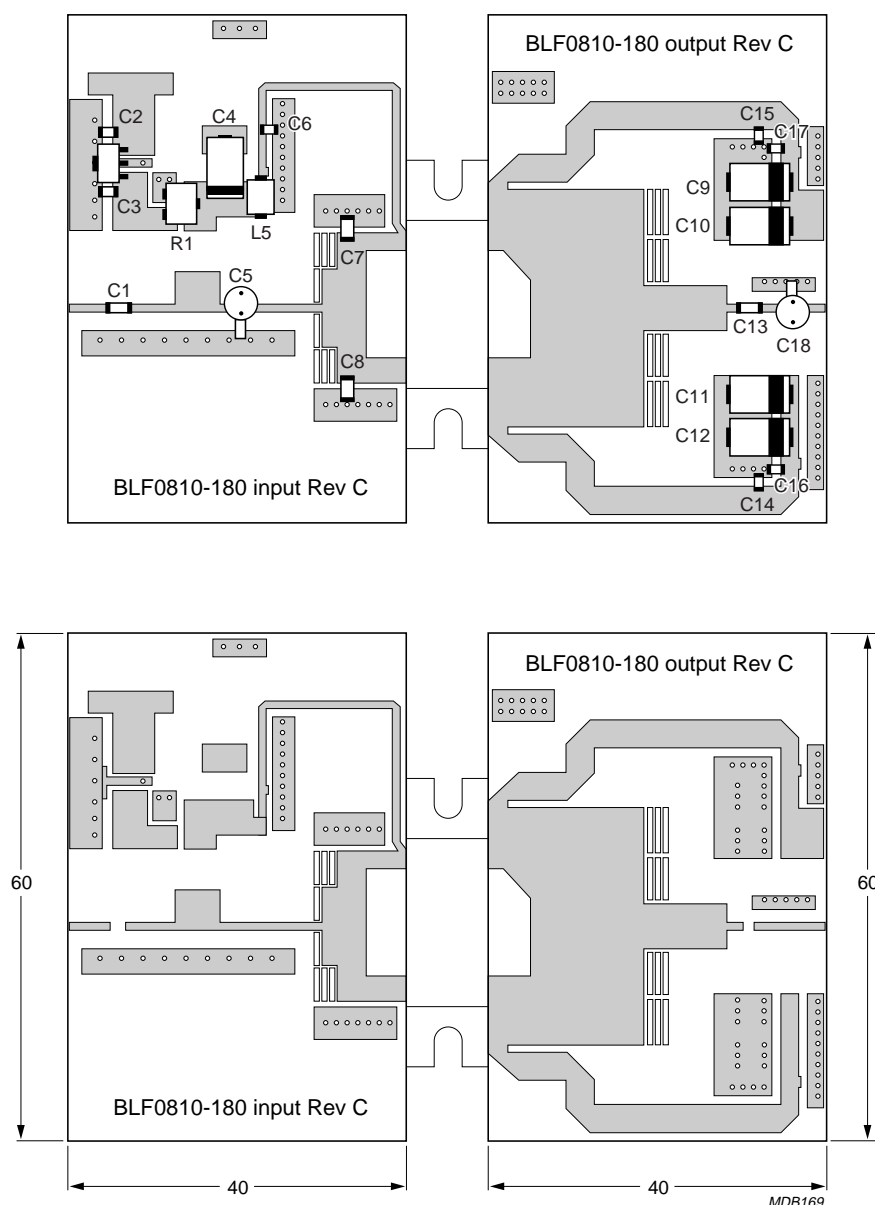 BLF0810-180 output Rev C
C15
C2
C4
C6
C17
C9
C3
C10
R1
L5
C7
C1
C5
C13
C18
C8
C11
C12
BLF0810-180 input Rev C
C16
C14
BLF0810-180 output Rev C
60
60
BLF0810-180 input Rev C
40
40
MDB169